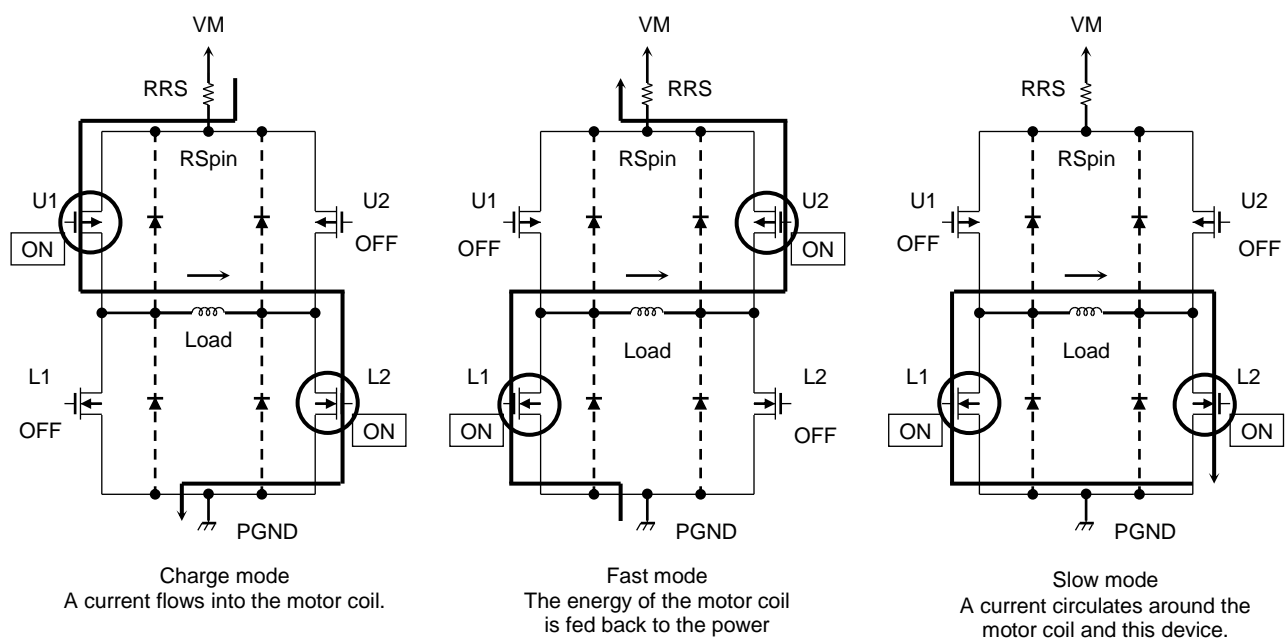 VM
RRS
RSpin
U1
U2
ON
OFF
Load
L1
L2
OFF
ON
PGND
Charge mode
A current flows into the motor coil.
VM
RRS
RSpin
U1
U2
OFF
ON
Load
L1
L2
ON
OFF
PGND
Fast mode
The energy of the motor coil
is fed back to the power
VM
RRS
RSpin
U1
U2
OFF
OFF
Load
L1
L2
ON
ON
PGND
Slow mode
A current circulates around the
motor coil and this device.